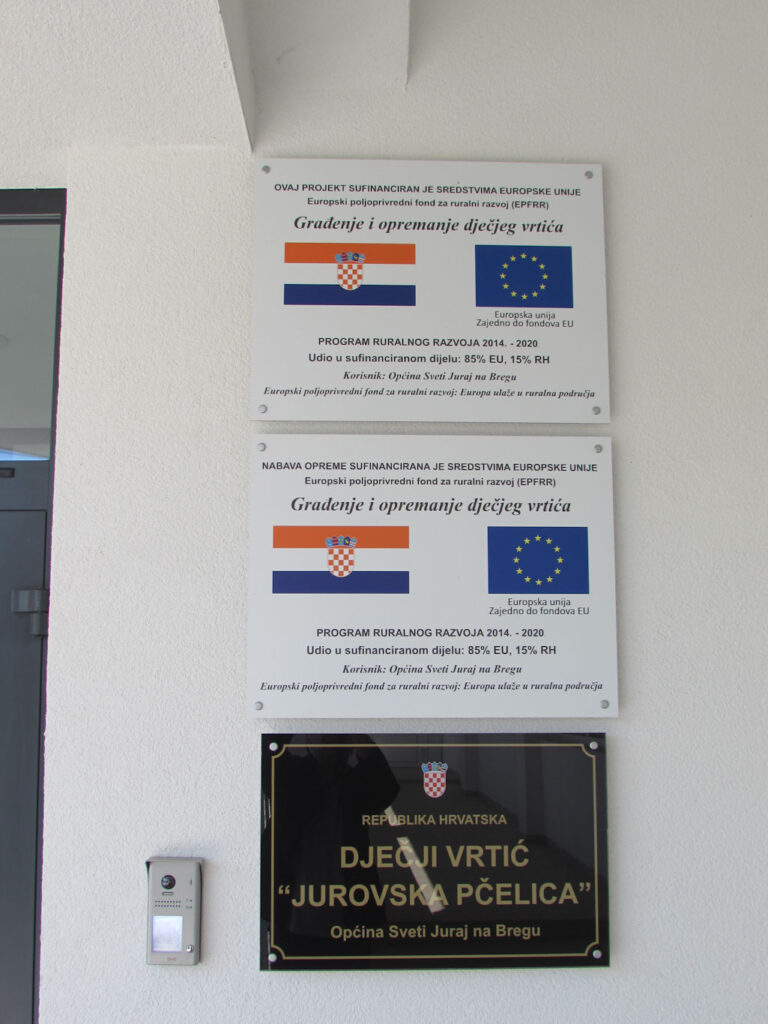 OVAJ PROJEKT SUFINANCIRAN JE SREDSTVIMA EUROPSKE UNIJE
Europski poljoprivredni fond za ruralni razvoj (EPFRR)
Građenje i opremanje dječjeg vrtića
Europska unija
Zajedno do fondova EU
PROGRAM RURALNOG RAZVOJA 2014. - 2020
Udio u sufinanciranom dijelu: 85% EU, 15% RH
Korisnik: Općina Sveti Juraj na Bregu
Europski poljoprivredni fond za ruralni razvoj: Europa ulaže u ruralna područja
NABAVA OPREME SUFINANCIRANA JE SREDSTVIMA EUROPSKE UNIJE
Europski poljoprivredni fond za ruralni razvoj (EPFRR)
Građenje i opremanje dječjeg vrtića
Europska unija
Zajedno do fondova EU
PROGRAM RURALNOG RAZVOJA 2014. - 2020
Udio u sufinanciranom dijelu: 85% EU, 15% RH
Korisnik: Općina Sveti Juraj na Bregu
Europski poljoprivredni fond za ruralni razvoj: Europa ulaže u ruralna područja
REPUBLIKA HRVATSKA
DJEČJI VRTIĆ
“JUROVSKA PČELICA”
Općina Sveti Juraj na Bregu